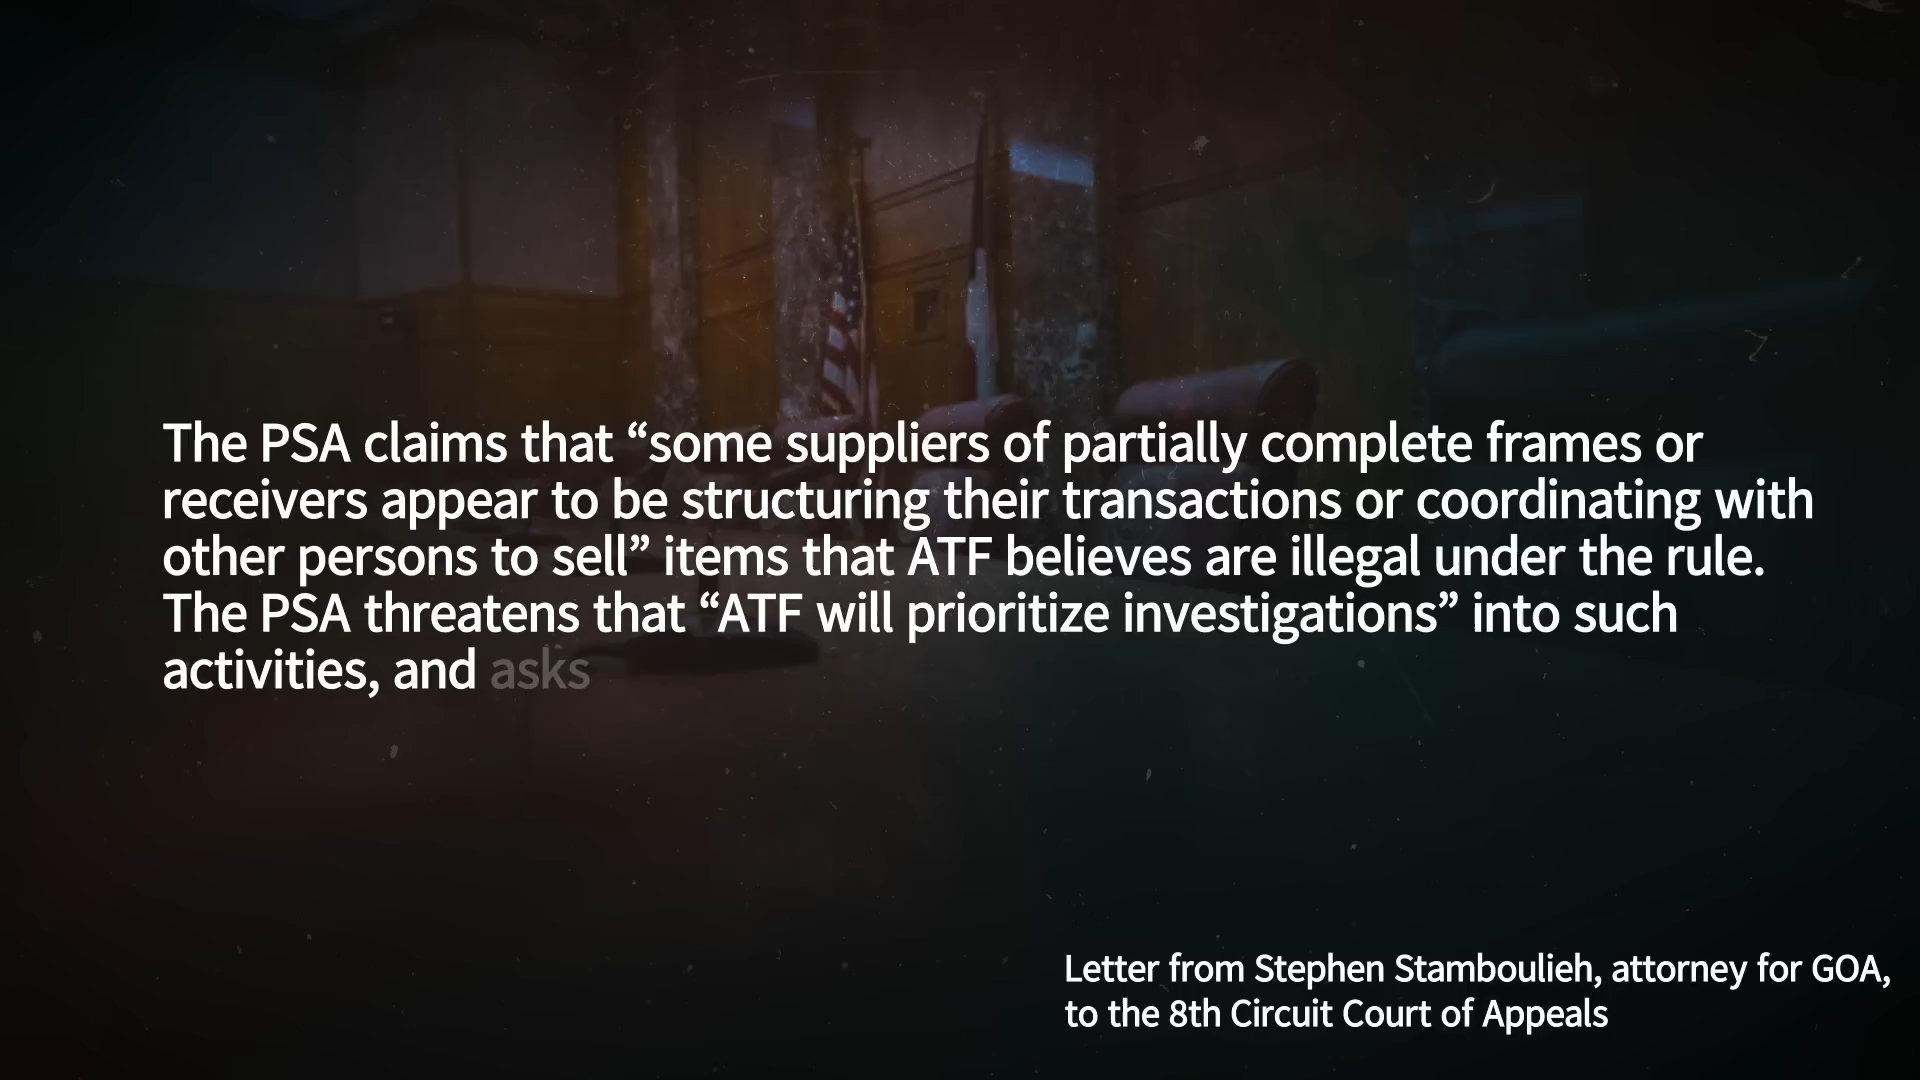 The PSA claims that “some suppliers of partially complete frames or
receivers appear to be structuring their transactions or coordinating with
other persons to sell” items that ATF believes are illegal under the rule.
The PSA threatens that “ATF will prioritize investigations” into such
activities, and asks
Letter from Stephen Stamboulieh, attorney for GOA,
to the 8th Circuit Court of Appeals